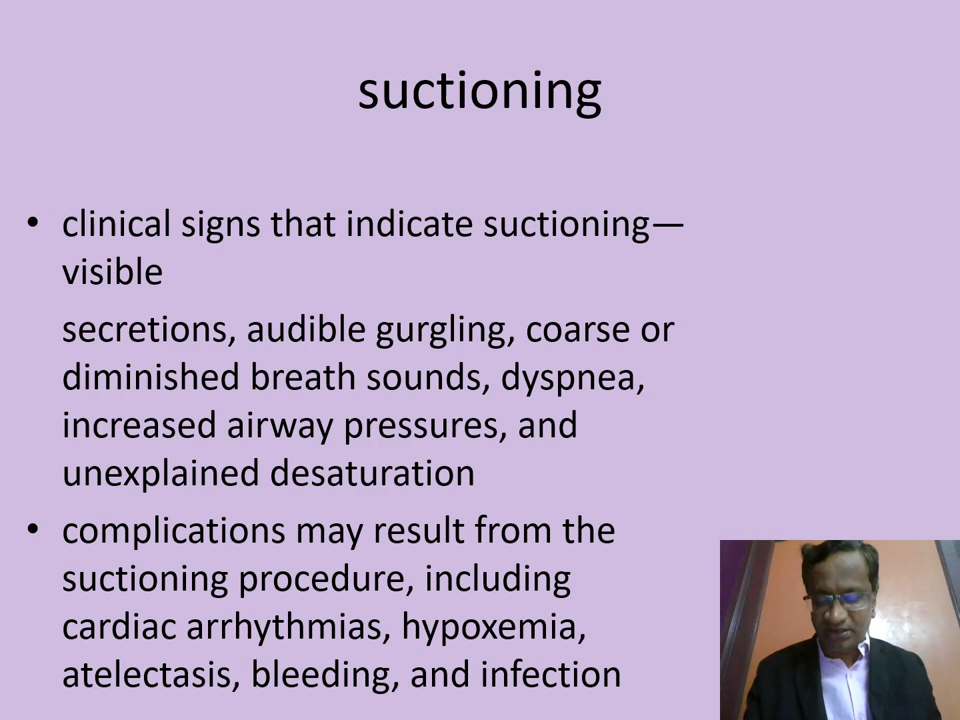 suctioning
• clinical signs that indicate suctioning—
visible
secretions, audible gurgling, coarse or
diminished breath sounds, dyspnea,
increased airway pressures, and
unexplained desaturation
• complications may result from the
suctioning procedure, including
cardiac arrhythmias, hypoxemia,
atelectasis, bleeding, and infection